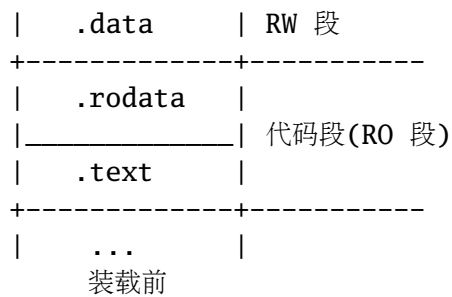 |   .data     | RW 段
+-------------+-----------
|   .rodata   |
|_____________| 代码段(RO 段)
|   .text     |
+-------------+-----------
|    ...      |
装载前